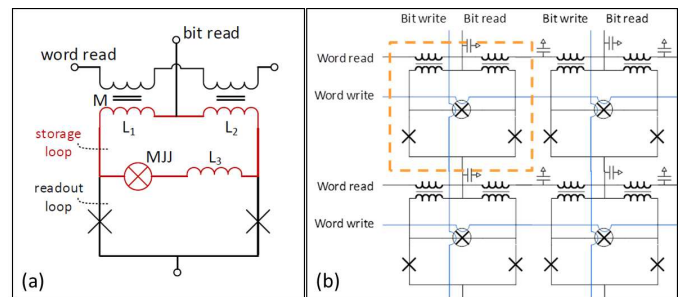 bit read
word read
M
L1
L2
storage
loop
MJJ
L3
readout
loop
(a)
Bit write
Bit read
Bit write
Bit read
Word read
Word write
Word read
Word write
(b)